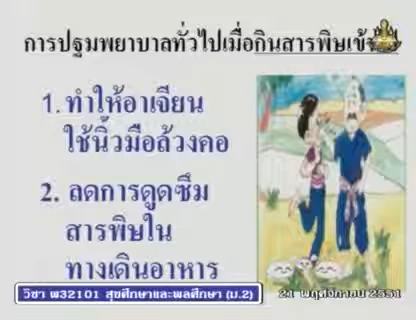 การปฐมพยาบาลทั่วไปเมื่อกินสารพิษเข้า
1. ทำให้อาเจียน
ใช้นิ้วมือล้วงคอ
2. ลดการดูดซึม
สารพิษใน
ทางเดินอาหาร
วิชา พ32101 สุขศึกษาและพลศึกษา (ม.2)
21 พฤศจิกายน 2551